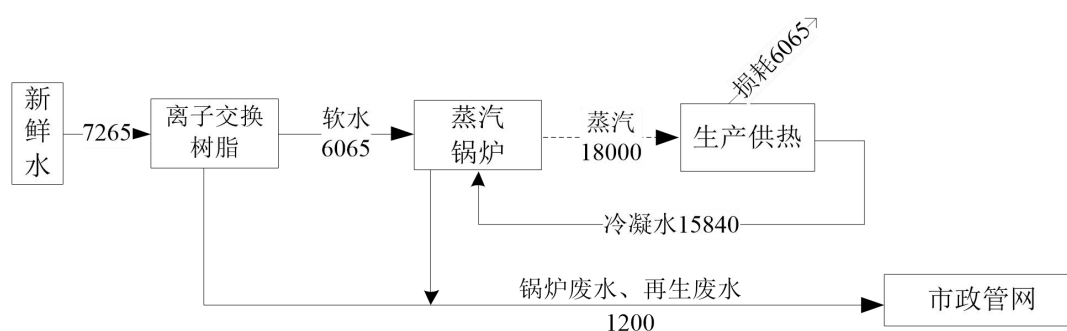 新
鲜
水
7265
离子交换
树脂
软水
6065
蒸汽
锅炉
蒸汽
18000
生产供热
损耗6065
冷凝水15840
锅炉废水、再生废水
1200
市政管网